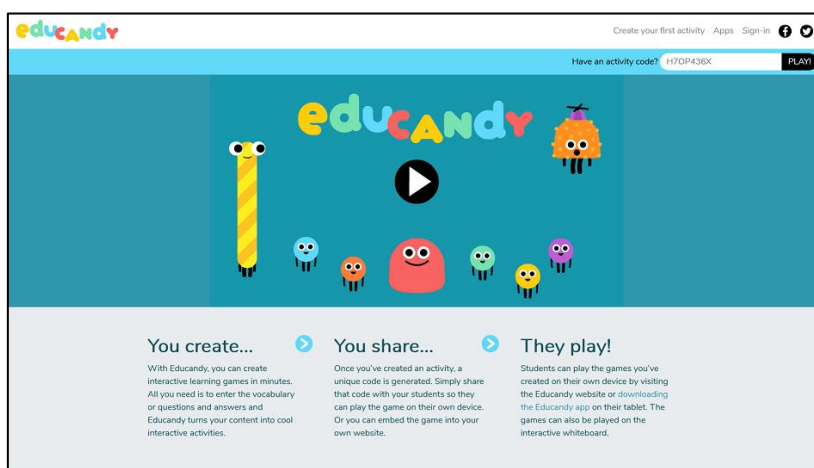 educandy
Create your first activity Apps Sign-in
Have an activity code? H7OP436X PLAY!
educandy
You create...
With Educandy, you can create
interactive learning games in minutes.
All you need is to enter the vocabulary
or questions and answers and
Educandy turns your content into cool
interactive activities.
You share...
Once you've created an activity, a
unique code is generated. Simply share
that code with your students so they
can play the game on their own device.
Or you can embed the game into your
own website.
They play!
Students can play the games you've
created on their own device by visiting
the Educandy website or downloading
the Educandy app on their tablet. The
games can also be played on the
interactive whiteboard.